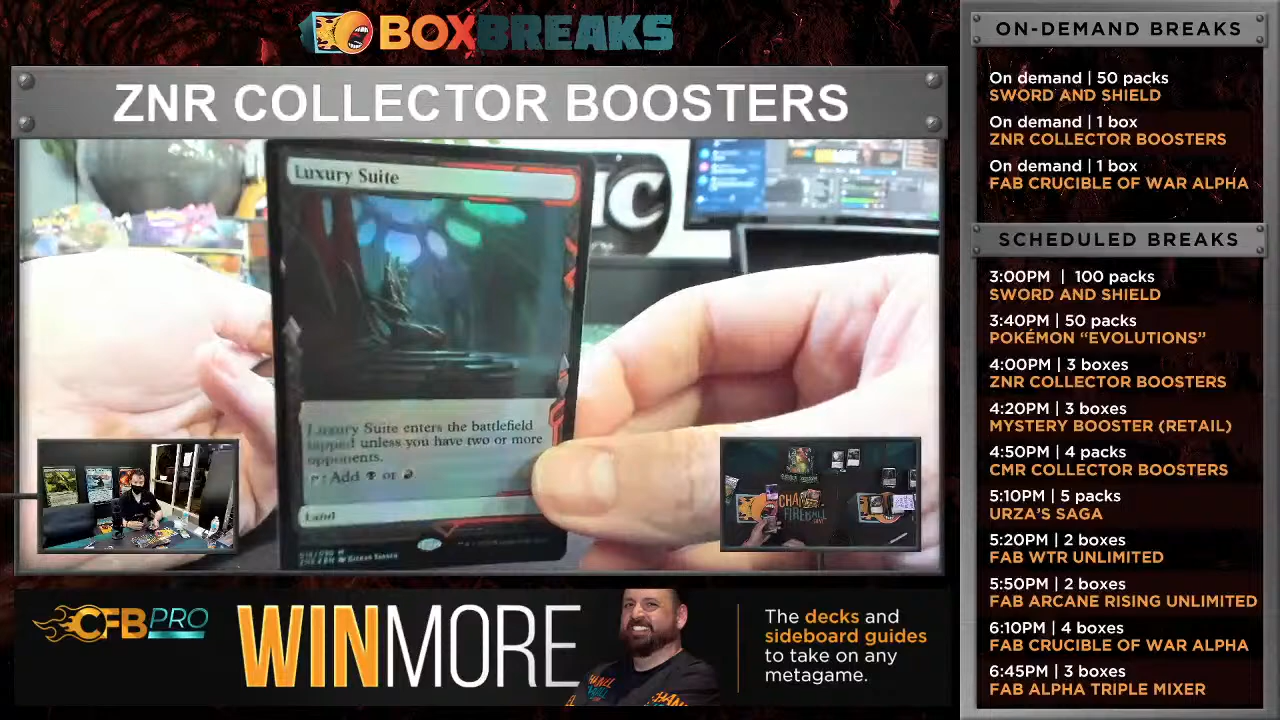 BOXBREAKS
ZNR COLLECTOR BOOSTERS
Luxury Suite
Luxury Suite enters the battlefield
tapped unless you have two or more
opponents.
: Add or .
Land
CFBPRO
WINMORE
The decks and
sideboard guides
to take on any
metagame.
ON-DEMAND BREAKS
On demand | 50 packs
SWORD AND SHIELD
On demand | 1 box
ZNR COLLECTOR BOOSTERS
On demand | 1 box
FAB CRUCIBLE OF WAR ALPHA
SCHEDULED BREAKS
3:00PM | 100 packs
SWORD AND SHIELD
3:40PM | 50 packs
POKÉMON “EVOLUTIONS”
4:00PM | 3 boxes
ZNR COLLECTOR BOOSTERS
4:20PM | 3 boxes
MYSTERY BOOSTER (RETAIL)
4:50PM | 4 packs
CMR COLLECTOR BOOSTERS
5:10PM | 5 packs
URZA’S SAGA
5:20PM | 2 boxes
FAB WTR UNLIMITED
5:50PM | 2 boxes
FAB ARCANE RISING UNLIMITED
6:10PM | 4 boxes
FAB CRUCIBLE OF WAR ALPHA
6:45PM | 3 boxes
FAB ALPHA TRIPLE MIXER